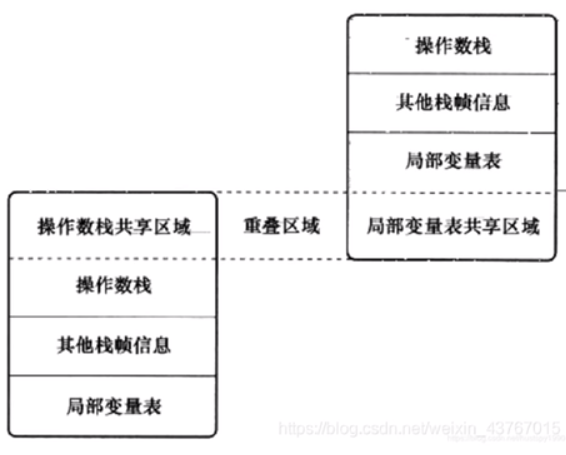 操作数栈
其他栈帧信息
局部变量表
操作数栈共享区域
重叠区域
局部变量表共享区域
操作数栈
其他栈帧信息
局部变量表
https://blog.csdn.net/weixin_43767015